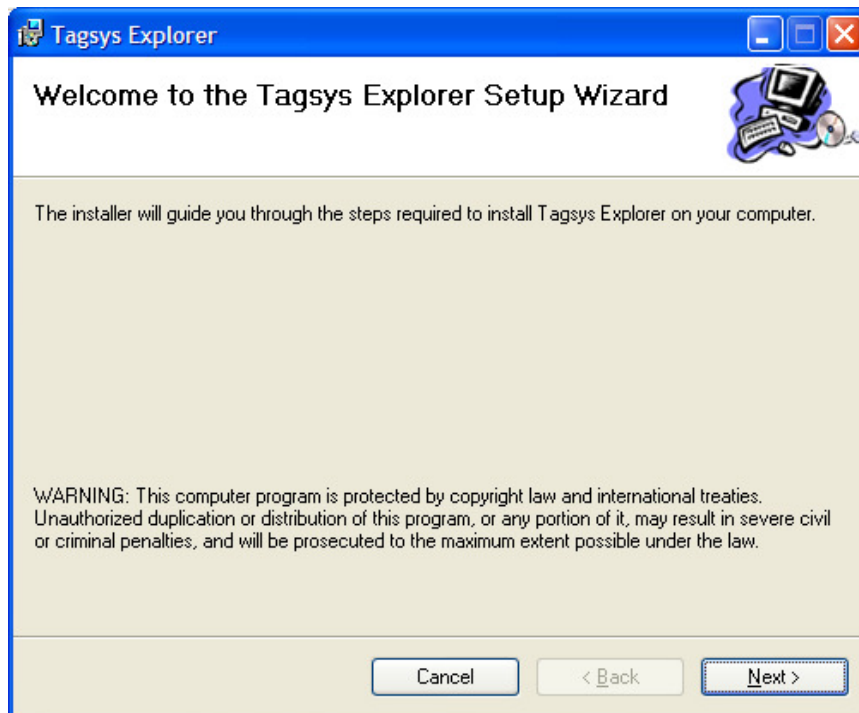 Tagsys Explorer
Welcome to the Tagsys Explorer Setup Wizard
The installer will guide you through the steps required to install Tagsys Explorer on your computer.
WARNING: This computer program is protected by copyright law and international treaties.
Unauthorized duplication or distribution of this program, or any portion of it, may result in severe civil
or criminal penalties, and will be prosecuted to the maximum extent possible under the law.
Cancel < Back Next >